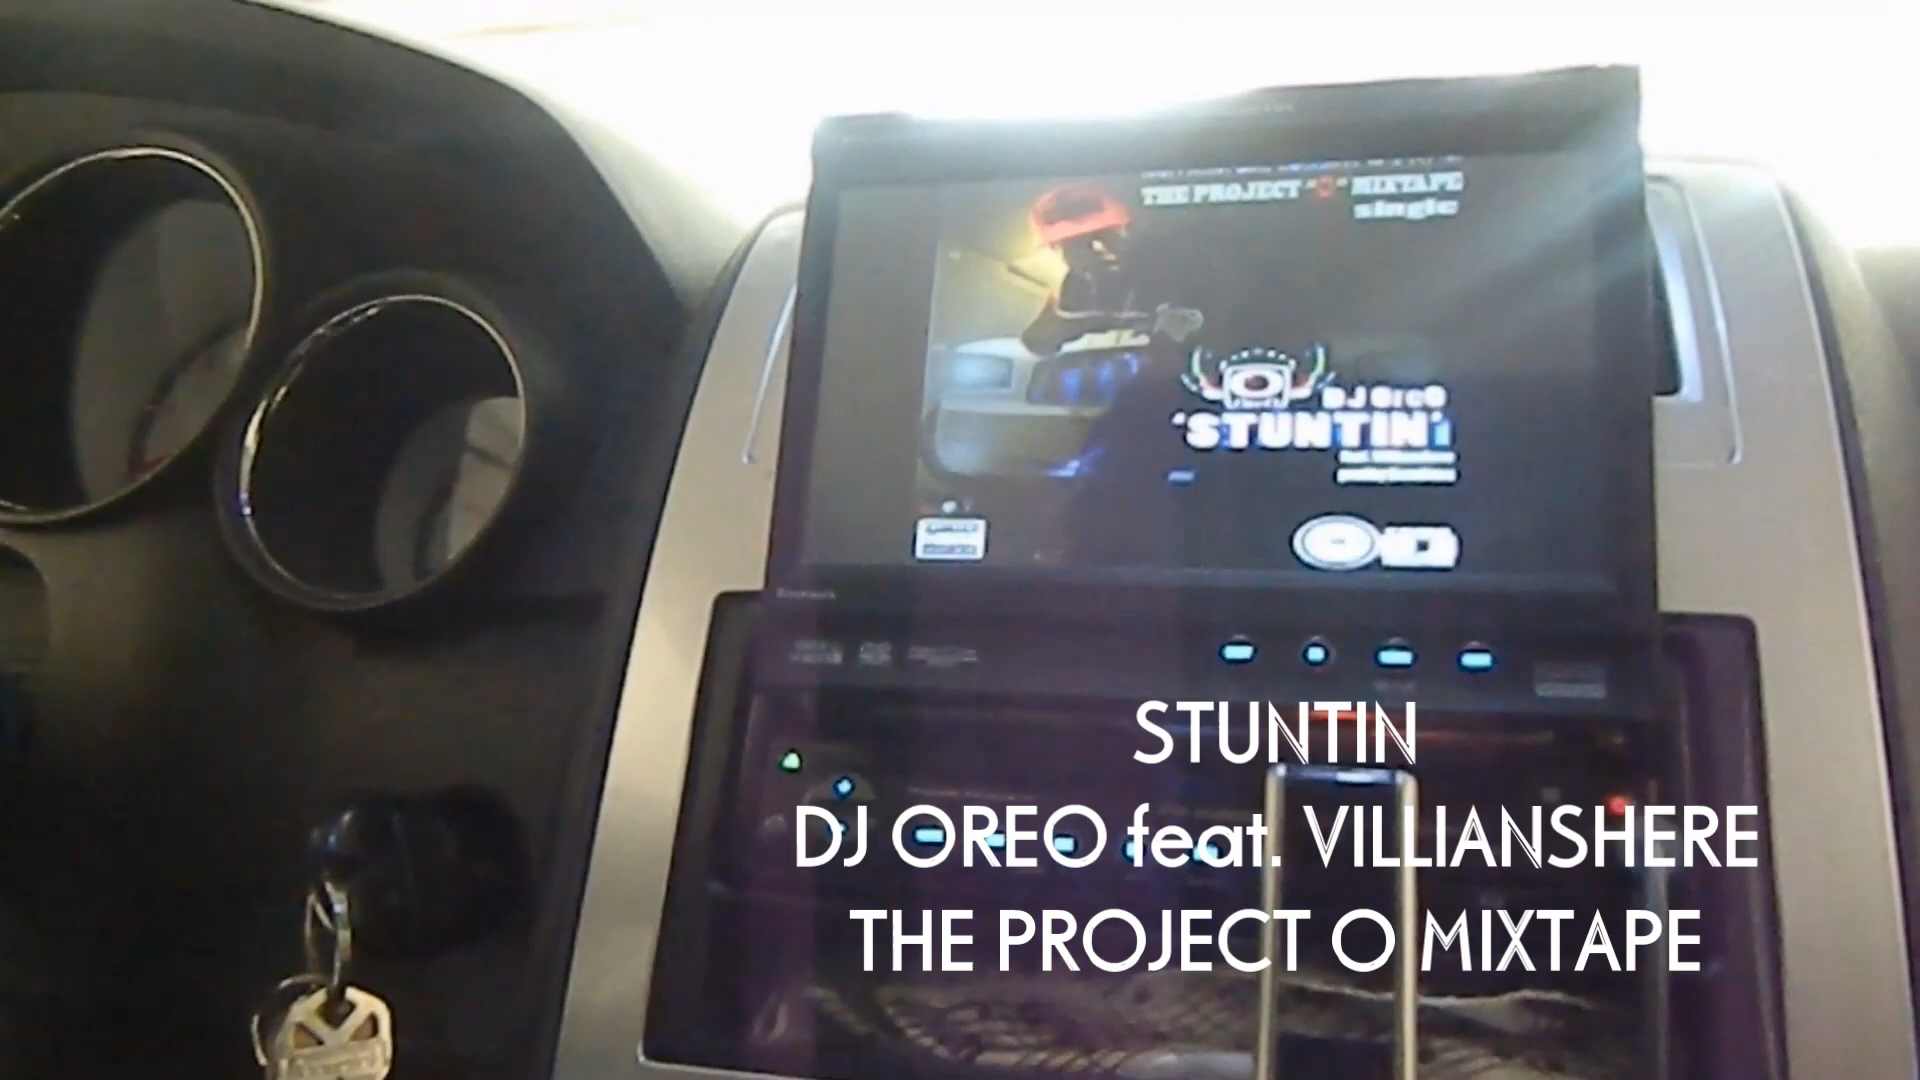 THE PROJECT "O" MIXTAPE
single
DJ OreO
'STUNTIN'
STUNTIN
DJ OREO feat. VILLIANSHERE
THE PROJECT O MIXTAPE